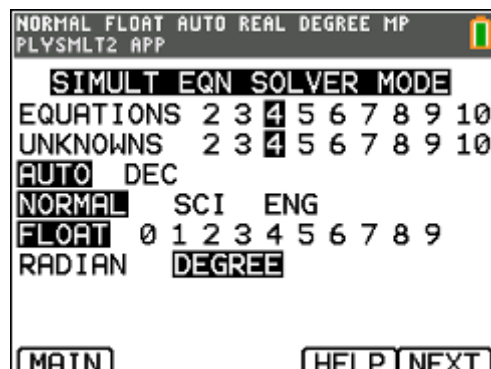 NORMAL FLOAT AUTO REAL DEGREE MP
PLYSMLT2 APP
SIMULT EQN SOLVER MODE
EQUATIONS 2 3 4 5 6 7 8 9 10
UNKNOWNS 2 3 4 5 6 7 8 9 10
AUTO DEC
NORMAL SCI ENG
FLOAT 0 1 2 3 4 5 6 7 8 9
RADIAN DEGREE
MAIN HELP NEXT